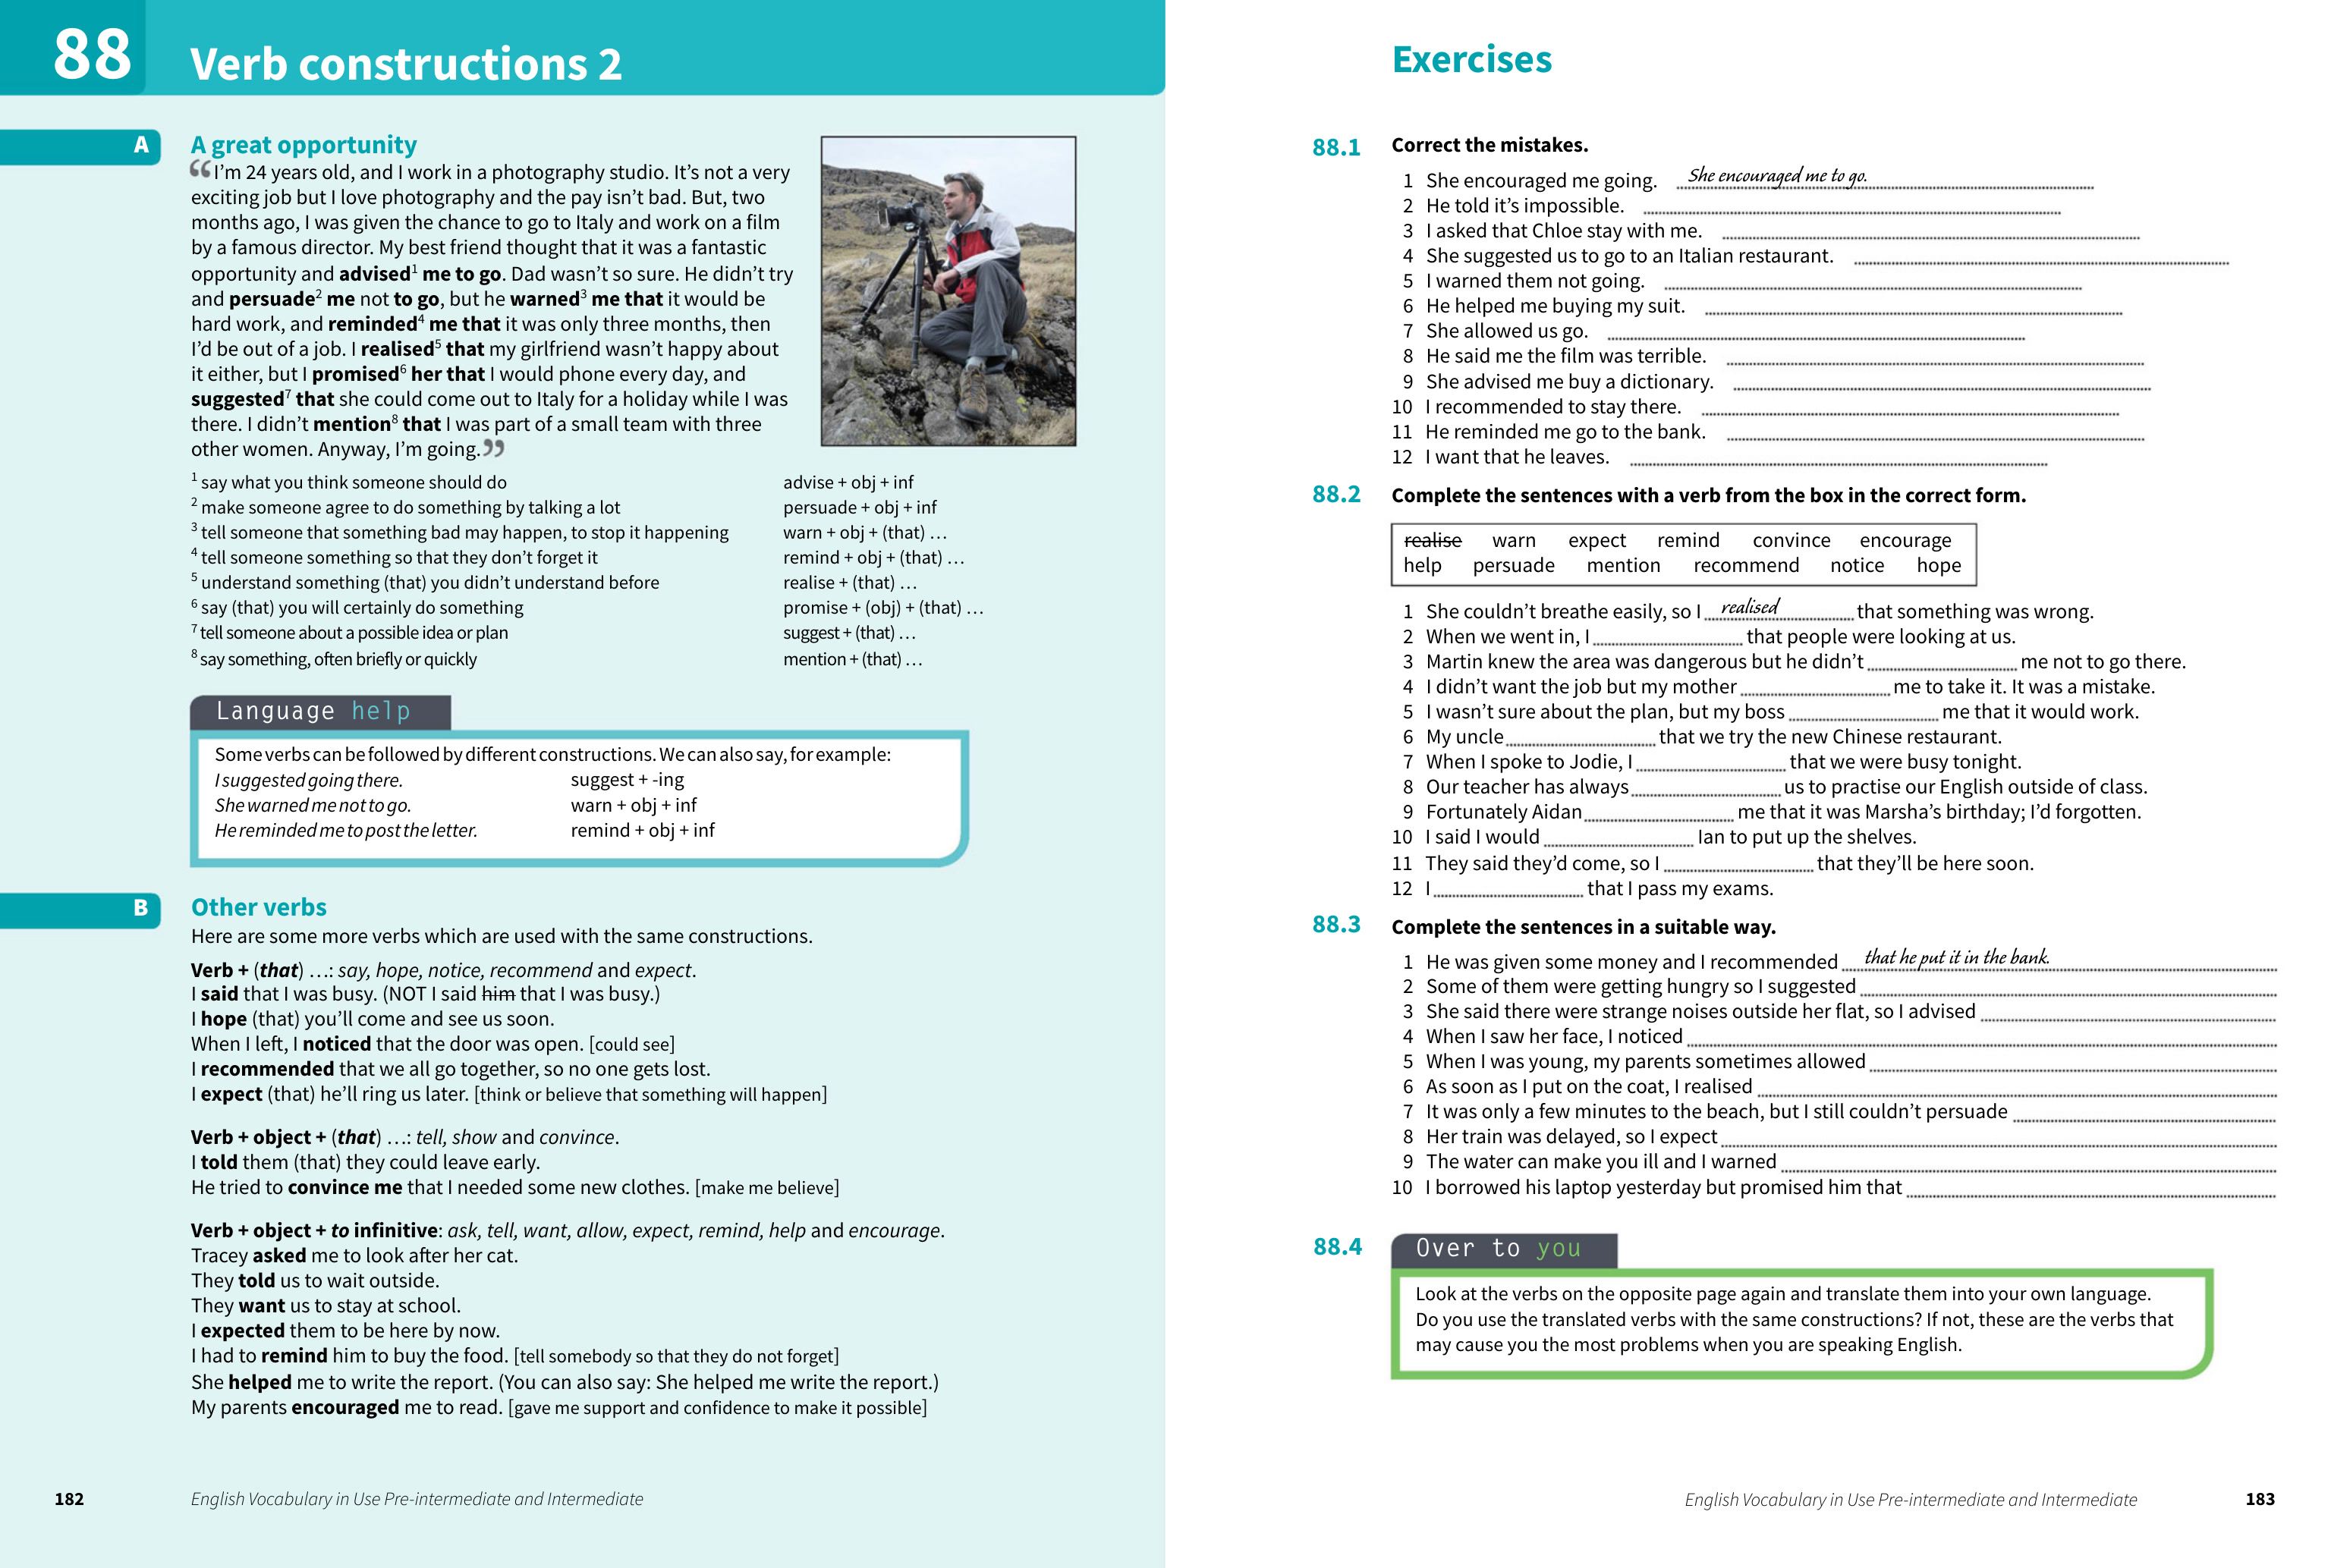 88
Verb constructions 2
A
A great opportunity
“I’m 24 years old, and I work in a photography studio. It’s not a very
exciting job but I love photography and the pay isn’t bad. But, two
months ago, I was given the chance to go to Italy and work on a film
by a famous director. My best friend thought that it was a fantastic
opportunity and advised¹ me to go. Dad wasn’t so sure. He didn’t try
and persuade² me not to go, but he warned³ me that it would be
hard work, and reminded⁴ me that it was only three months, then
I’d be out of a job. I realised⁵ that my girlfriend wasn’t happy about
it either, but I promised⁶ her that I would phone every day, and
suggested⁷ that she could come out to Italy for a holiday while I was
there. I didn’t mention⁸ that I was part of a small team with three
other women. Anyway, I’m going.”
¹ say what you think someone should do advise + obj + inf
² make someone agree to do something by talking a lot persuade + obj + inf
³ tell someone that something bad may happen, to stop it happening warn + obj + (that) …
⁴ tell someone something so that they don’t forget it remind + obj + (that) …
⁵ understand something (that) you didn’t understand before realise + (that) …
⁶ say (that) you will certainly do something promise + (obj) + (that) …
⁷ tell someone about a possible idea or plan suggest + (that) …
⁸ say something, often briefly or quickly mention + (that) …
Language help
Some verbs can be followed by different constructions. We can also say, for example:
I suggested going there. suggest + -ing
She warned me not to go. warn + obj + inf
He reminded me to post the letter. remind + obj + inf
B
Other verbs
Here are some more verbs which are used with the same constructions.
Verb + (that) …: say, hope, notice, recommend and expect.
I said that I was busy. (NOT I said him that I was busy.)
I hope (that) you’ll come and see us soon.
When I left, I noticed that the door was open. [could see]
I recommended that we all go together, so no one gets lost.
I expect (that) he’ll ring us later. [think or believe that something will happen]
Verb + object + (that) …: tell, show and convince.
I told them (that) they could leave early.
He tried to convince me that I needed some new clothes. [make me believe]
Verb + object + to infinitive: ask, tell, want, allow, expect, remind, help and encourage.
Tracey asked me to look after her cat.
They told us to wait outside.
They want us to stay at school.
I expected them to be here by now.
I had to remind him to buy the food. [tell somebody so that they do not forget]
She helped me to write the report. (You can also say: She helped me write the report.)
My parents encouraged me to read. [gave me support and confidence to make it possible]
182 English Vocabulary in Use Pre-intermediate and Intermediate
Exercises
88.1 Correct the mistakes.
1 She encouraged me going. She encouraged me to go.
2 He told it’s impossible.
3 I asked that Chloe stay with me.
4 She suggested us to go to an Italian restaurant.
5 I warned them not going.
6 He helped me buying my suit.
7 She allowed us go.
8 He said me the film was terrible.
9 She advised me buy a dictionary.
10 I recommended to stay there.
11 He reminded me go to the bank.
12 I want that he leaves.
88.2 Complete the sentences with a verb from the box in the correct form.
realise warn expect remind convince encourage
help persuade mention recommend notice hope
1 She couldn’t breathe easily, so I realised that something was wrong.
2 When we went in, I that people were looking at us.
3 Martin knew the area was dangerous but he didn’t me not to go there.
4 I didn’t want the job but my mother me to take it. It was a mistake.
5 I wasn’t sure about the plan, but my boss me that it would work.
6 My uncle that we try the new Chinese restaurant.
7 When I spoke to Jodie, I that we were busy tonight.
8 Our teacher has always us to practise our English outside of class.
9 Fortunately Aidan me that it was Marsha’s birthday; I’d forgotten.
10 I said I would Ian to put up the shelves.
11 They said they’d come, so I that they’ll be here soon.
12 I that I pass my exams.
88.3 Complete the sentences in a suitable way.
1 He was given some money and I recommended that he put it in the bank.
2 Some of them were getting hungry so I suggested
3 She said there were strange noises outside her flat, so I advised
4 When I saw her face, I noticed
5 When I was young, my parents sometimes allowed
6 As soon as I put on the coat, I realised
7 It was only a few minutes to the beach, but I still couldn’t persuade
8 Her train was delayed, so I expect
9 The water can make you ill and I warned
10 I borrowed his laptop yesterday but promised him that
88.4 Over to you
Look at the verbs on the opposite page again and translate them into your own language.
Do you use the translated verbs with the same constructions? If not, these are the verbs that
may cause you the most problems when you are speaking English.
English Vocabulary in Use Pre-intermediate and Intermediate 183